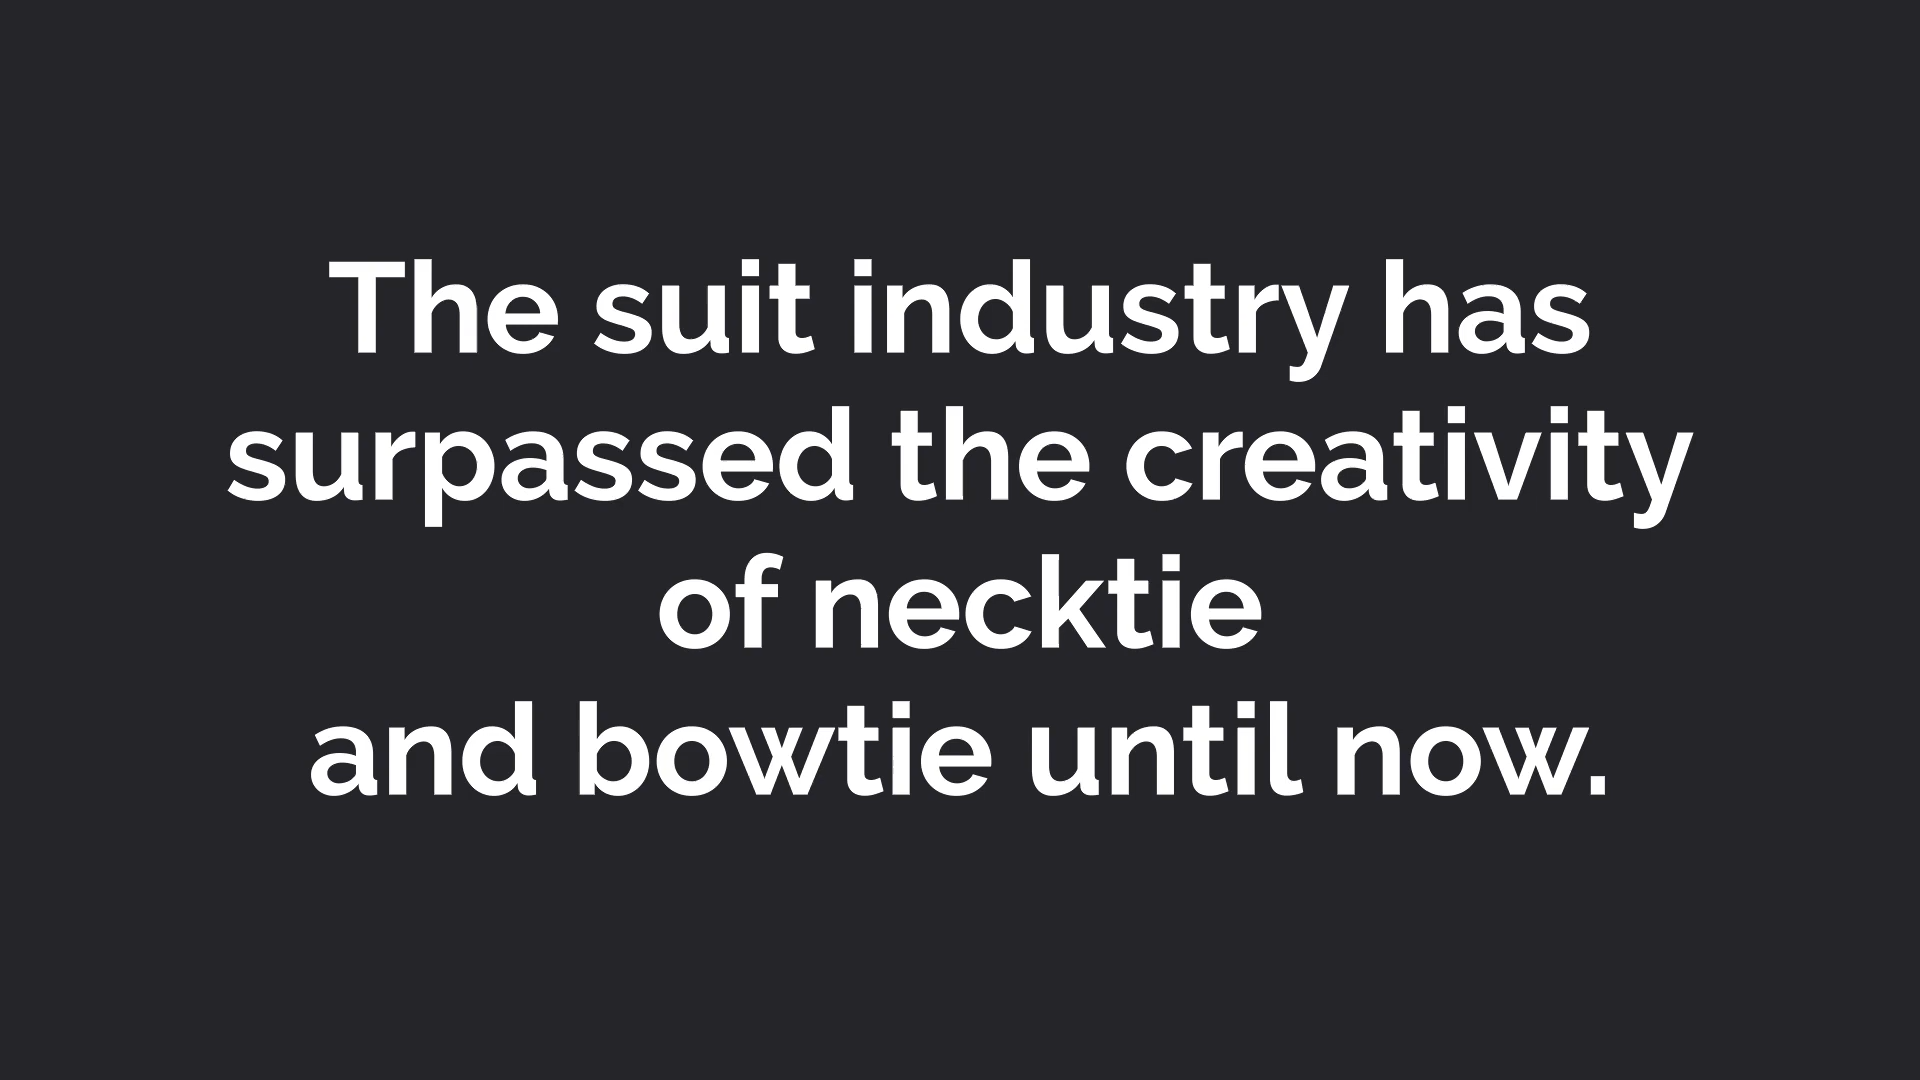 The suit industry has
surpassed the creativity
of necktie
and bowtie until now.